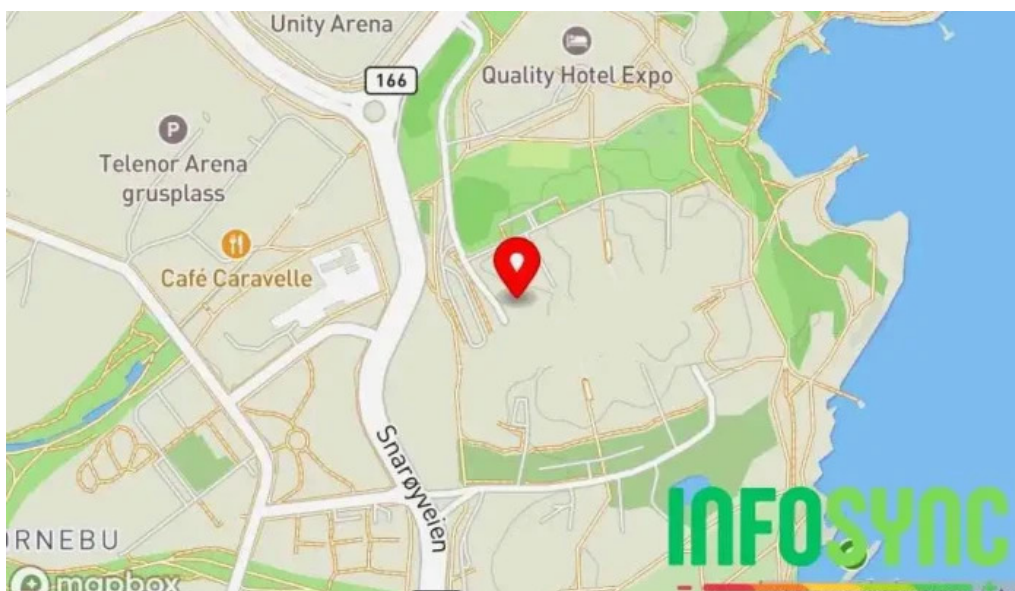 Unity Arena
166
Quality Hotel Expo
P
Telenor Arena
grusplass
Café Caravelle
Snarøyveien
INFOSYNC
RNEBU
mapbox
- +